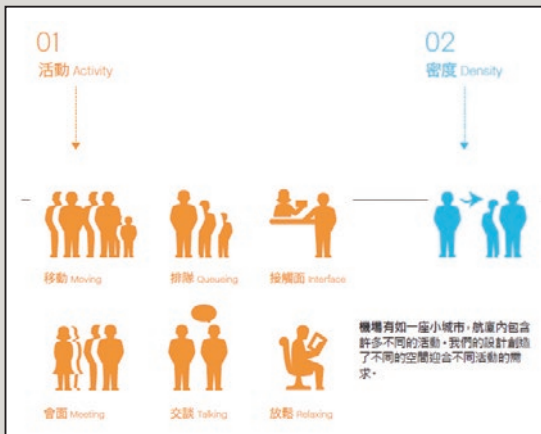 01
活動 Activity
02
密度 Density
移動 Moving
排隊 Queueing
接觸面 Interface
會面 Meeting
交談 Talking
放鬆 Relaxing
機場有如一座小城市，航廈內包含
許多不同的活動。我們的設計創造
了不同的空間迎合不同活動的需
求。